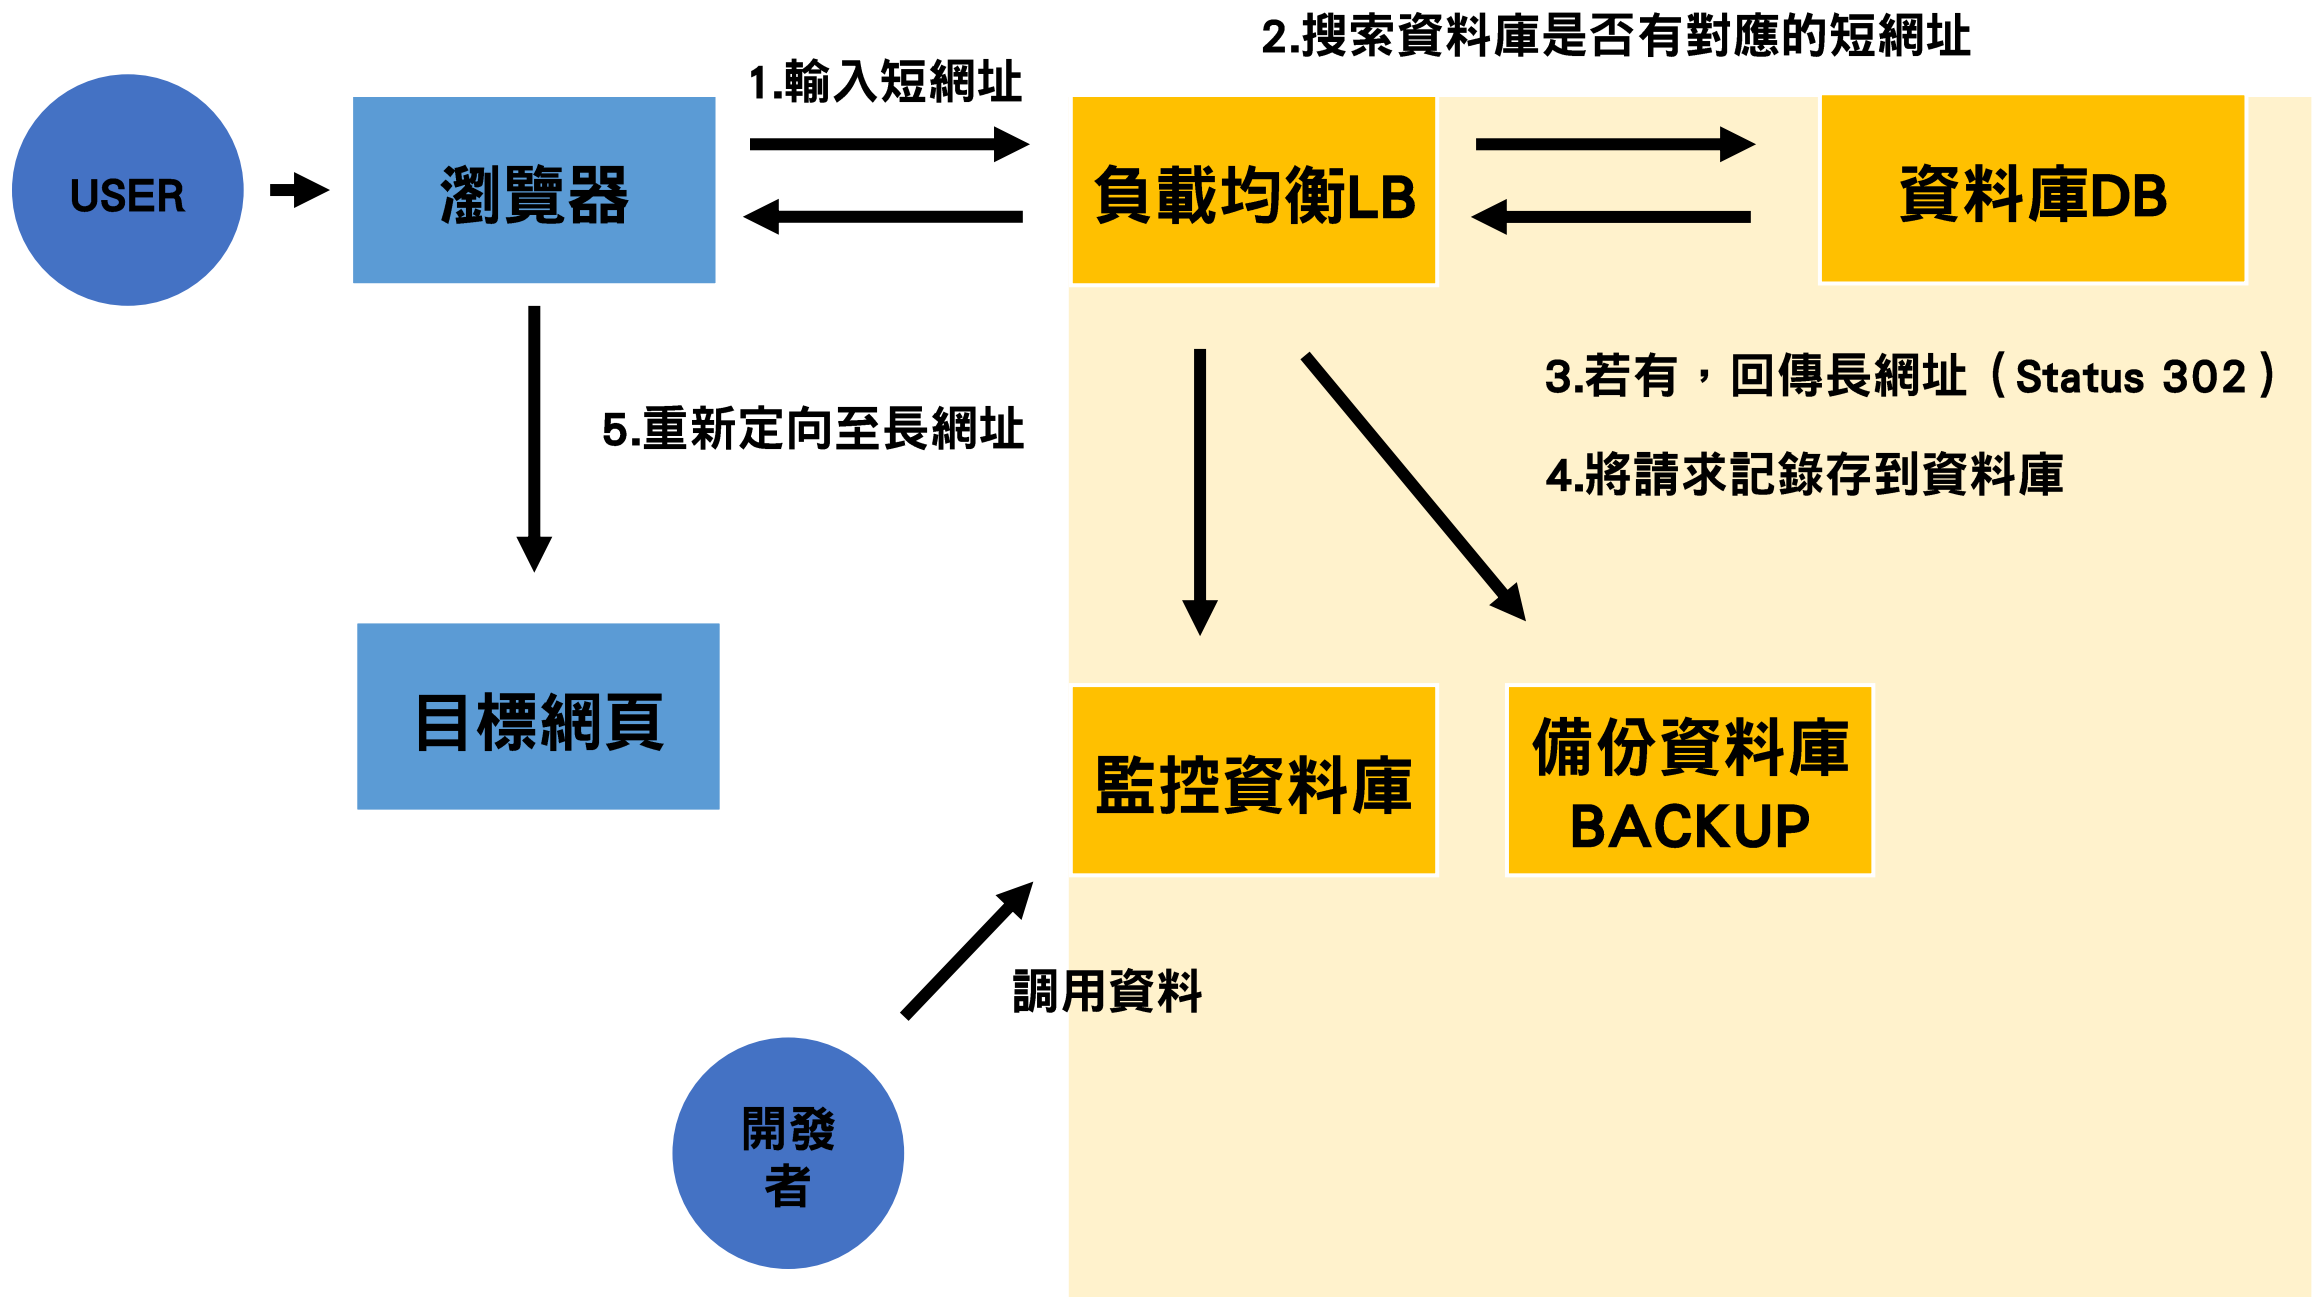 2.搜索資料庫是否有對應的短網址
1.輸入短網址
USER
瀏覽器
負載均衡LB
資料庫DB
3.若有，回傳長網址（Status 302）
5.重新定向至長網址
4.將請求記錄存到資料庫
目標網頁
監控資料庫
備份資料庫
BACKUP
調用資料
開發
者